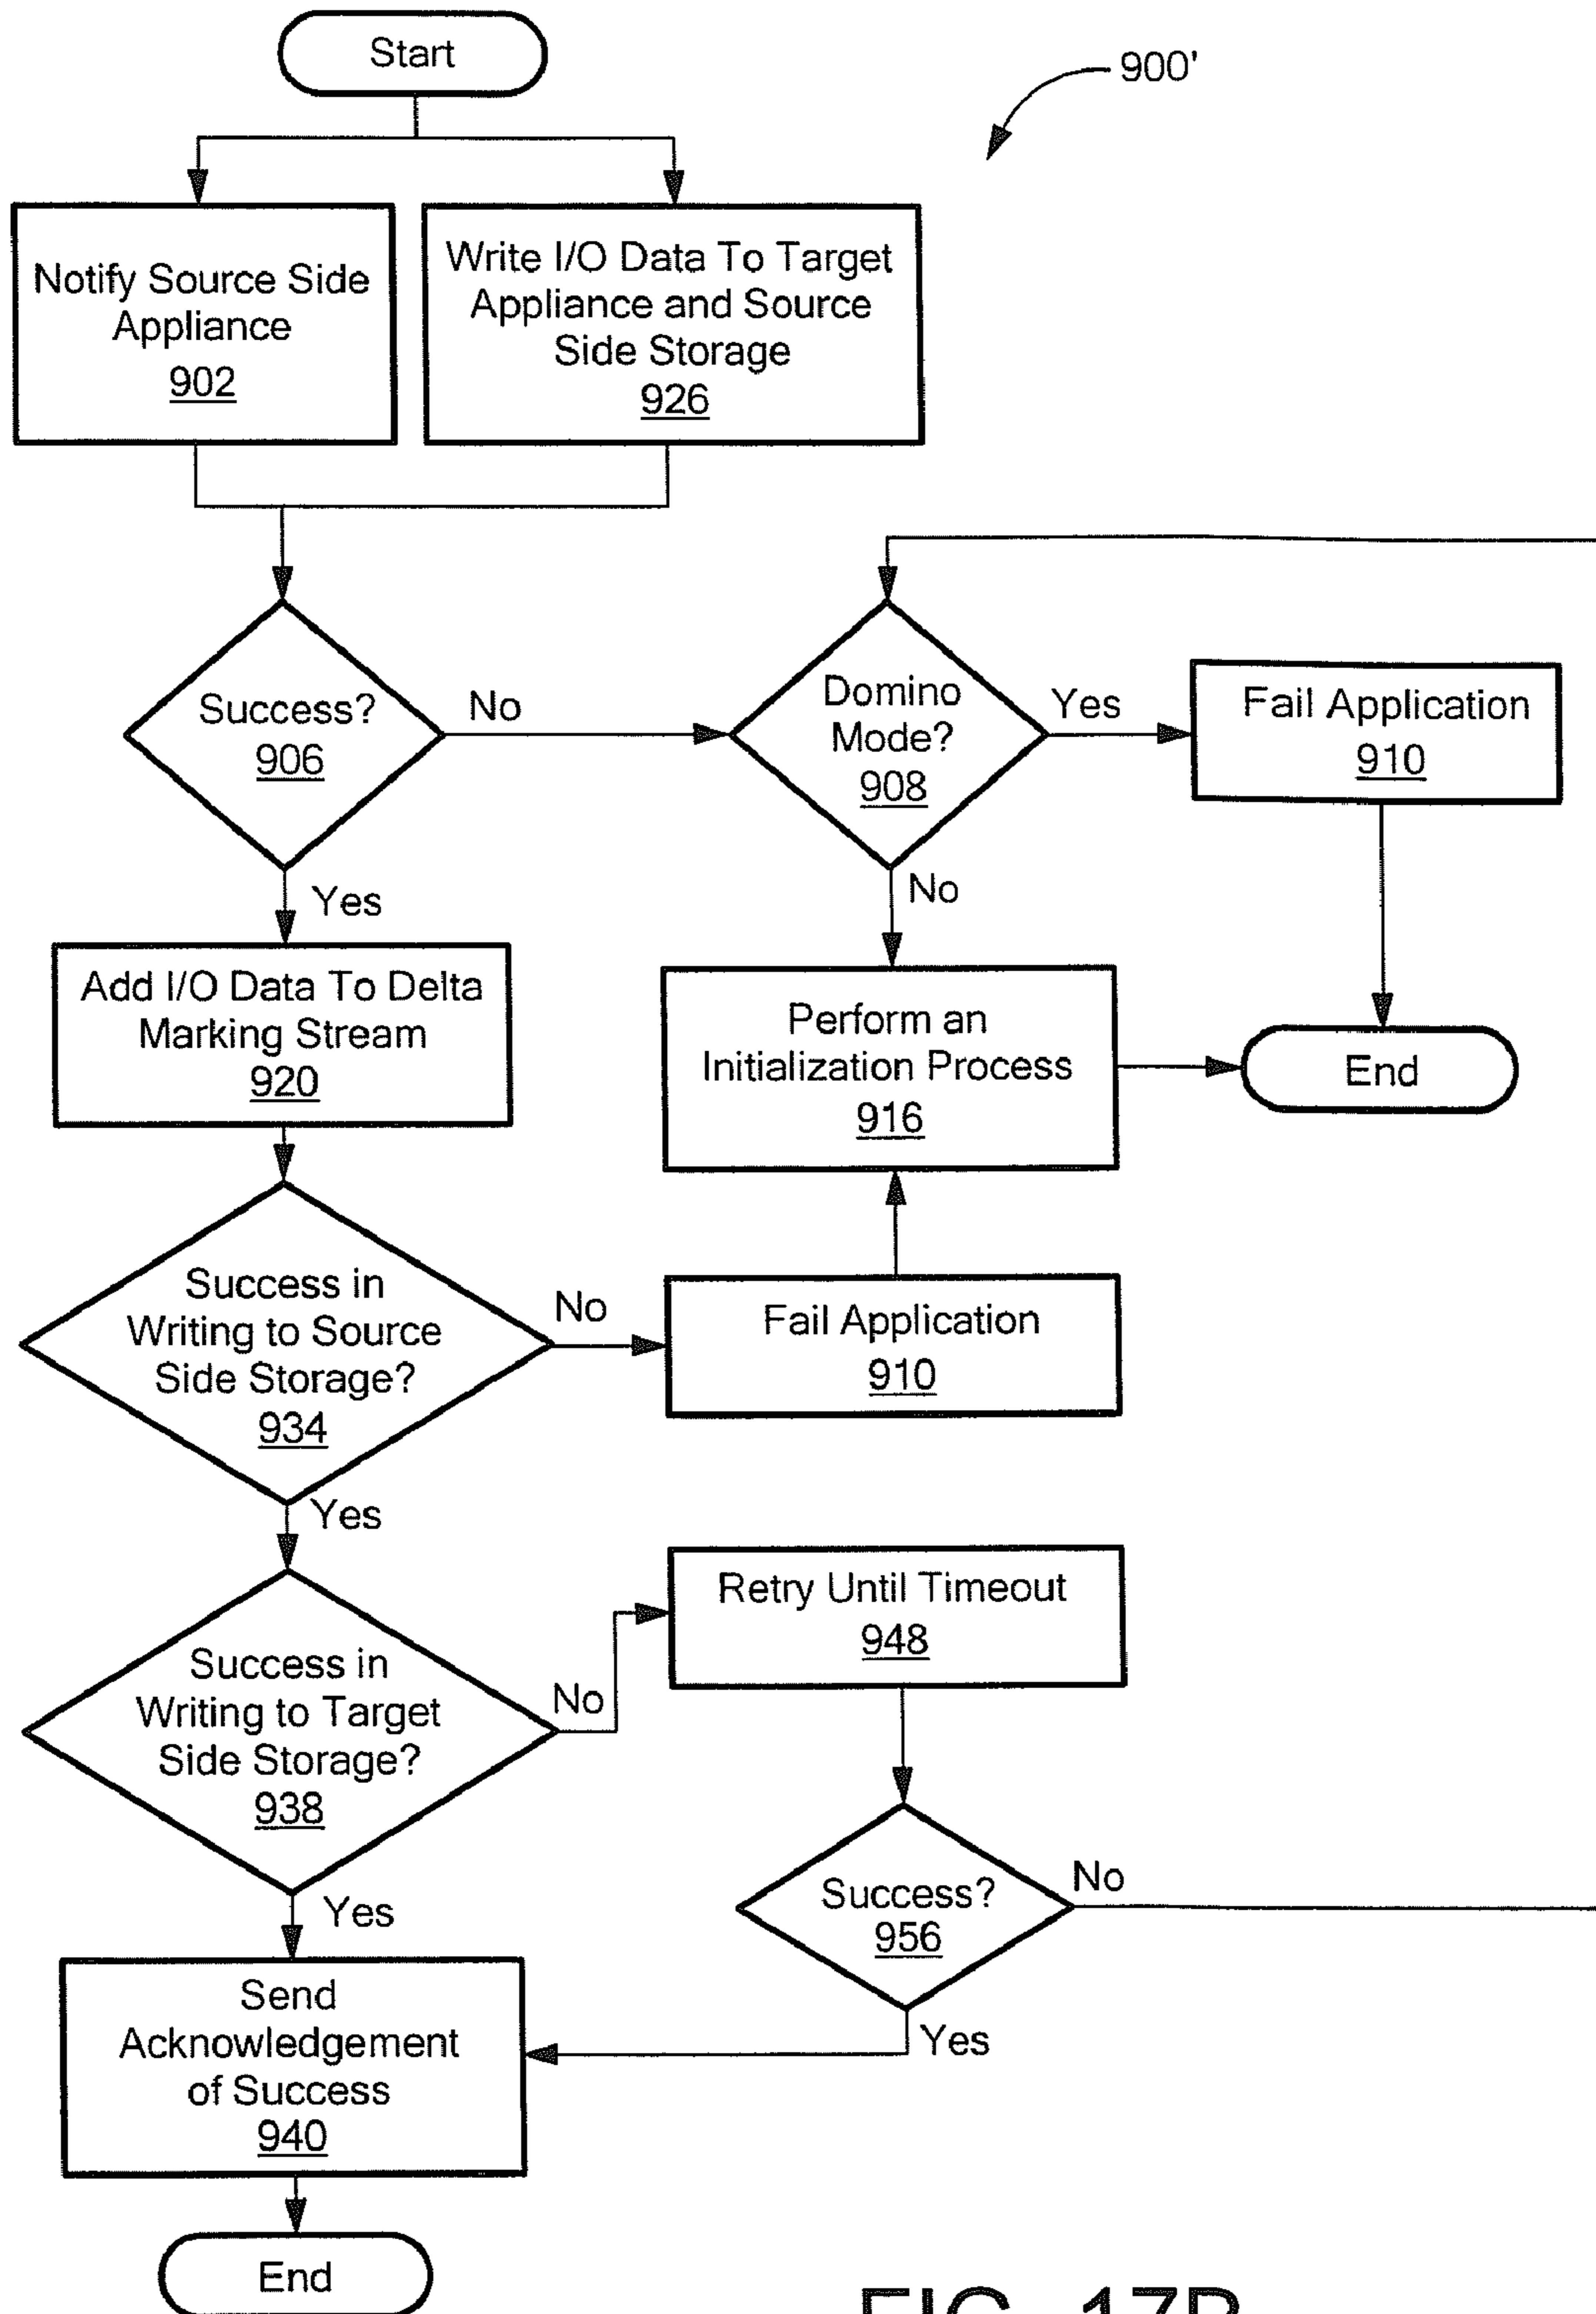 Start
900'
Notify Source Side
Appliance
902
Write I/O Data To Target
Appliance and Source
Side Storage
926
Success?
906
No
Domino
Mode?
908
Yes
Fail Application
910
Yes
No
Add I/O Data To Delta
Marking Stream
920
Perform an
Initialization Process
916
End
Success in
Writing to Source
Side Storage?
934
No
Fail Application
910
Yes
Retry Until Timeout
948
Success in
Writing to Target
Side Storage?
938
No
Success?
956
No
Yes
Yes
Send
Acknowledgement
of Success
940
End
FIG. 17B